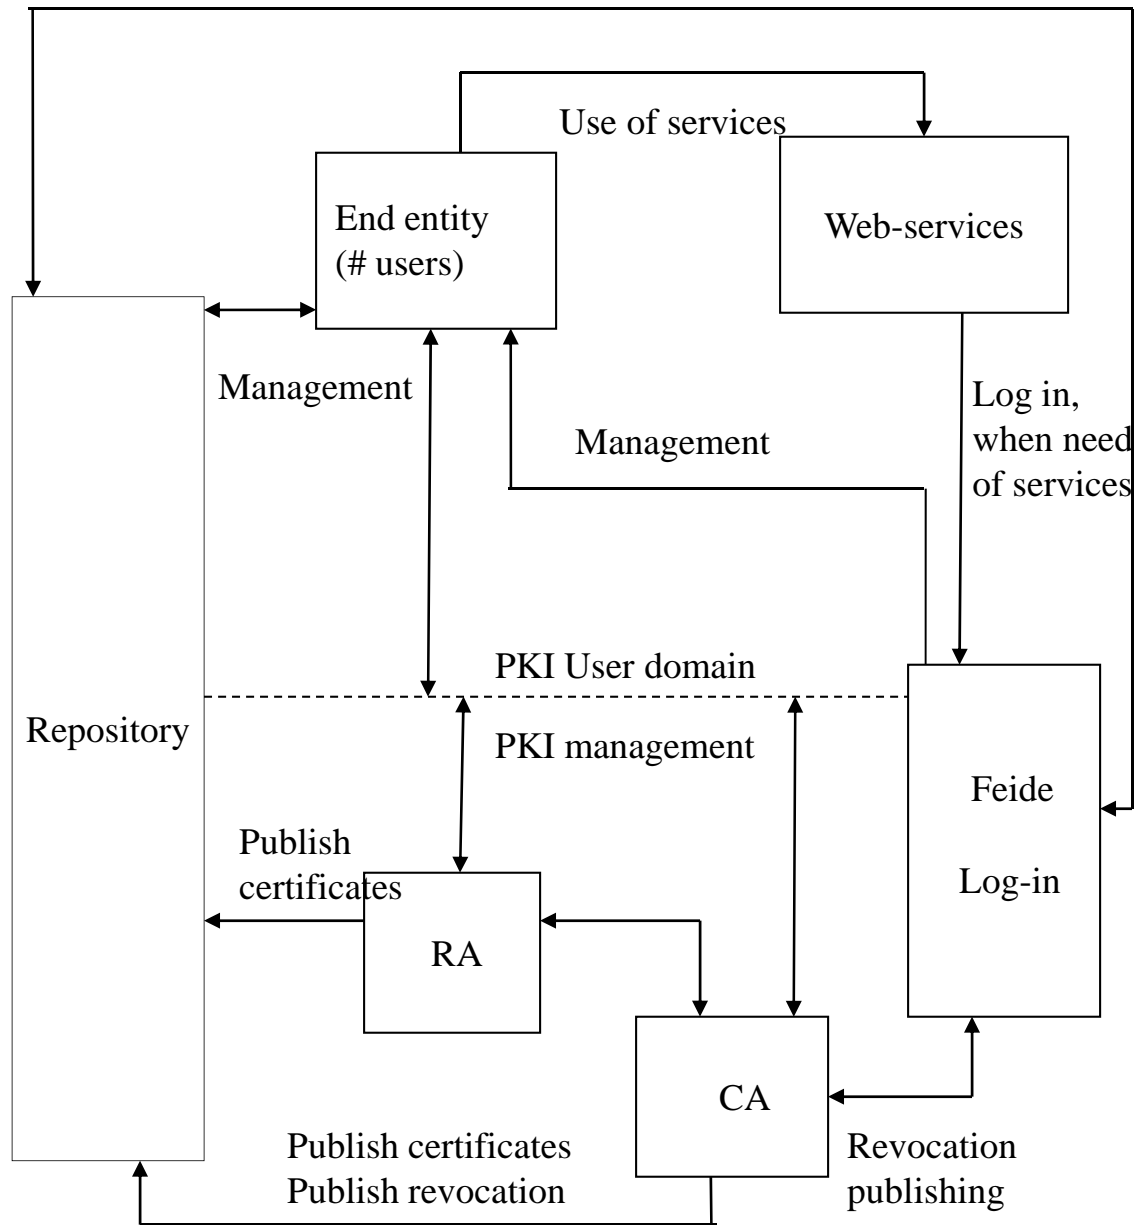 Use of services
End entity
(# users)
Web-services
Management
Log in,
when need
of services
Management
PKI User domain
Repository
PKI management
Feide
Log-in
Publish
certificates
RA
CA
Publish certificates
Publish revocation
Revocation
publishing